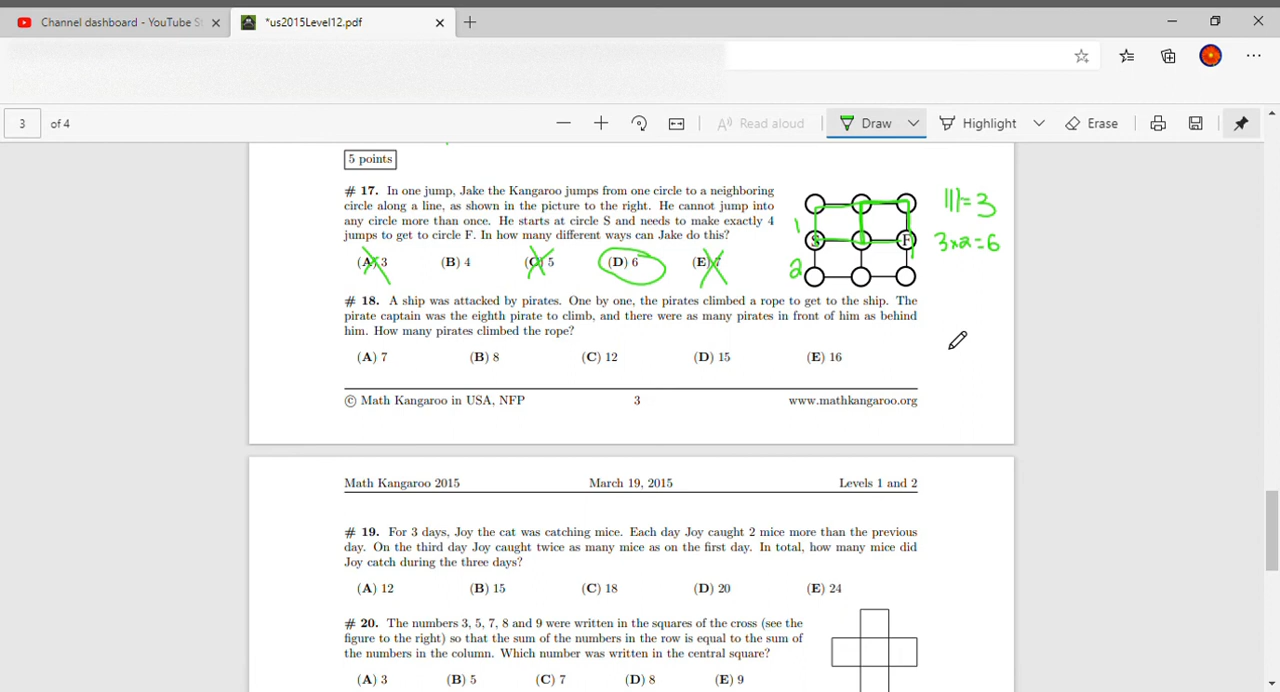 Channel dashboard - YouTube S
*us2015Level12.pdf
3 of 4
Read aloud
Draw
Highlight
Erase
5 points
# 17. In one jump, Jake the Kangaroo jumps from one circle to a neighboring
circle along a line, as shown in the picture to the right. He cannot jump into
any circle more than once. He starts at circle S and needs to make exactly 4
jumps to get to circle F. In how many different ways can Jake do this?
(A) 3 (B) 4 (C) 5 (D) 6 (E) 7
1
S F
2
|||=3
3x2=6
# 18. A ship was attacked by pirates. One by one, the pirates climbed a rope to get to the ship. The
pirate captain was the eighth pirate to climb, and there were as many pirates in front of him as behind
him. How many pirates climbed the rope?
(A) 7 (B) 8 (C) 12 (D) 15 (E) 16
© Math Kangaroo in USA, NFP 3 www.mathkangaroo.org
Math Kangaroo 2015 March 19, 2015 Levels 1 and 2
# 19. For 3 days, Joy the cat was catching mice. Each day Joy caught 2 mice more than the previous
day. On the third day Joy caught twice as many mice as on the first day. In total, how many mice did
Joy catch during the three days?
(A) 12 (B) 15 (C) 18 (D) 20 (E) 24
# 20. The numbers 3, 5, 7, 8 and 9 were written in the squares of the cross (see the
figure to the right) so that the sum of the numbers in the row is equal to the sum of
the numbers in the column. Which number was written in the central square?
(A) 3 (B) 5 (C) 7 (D) 8 (E) 9